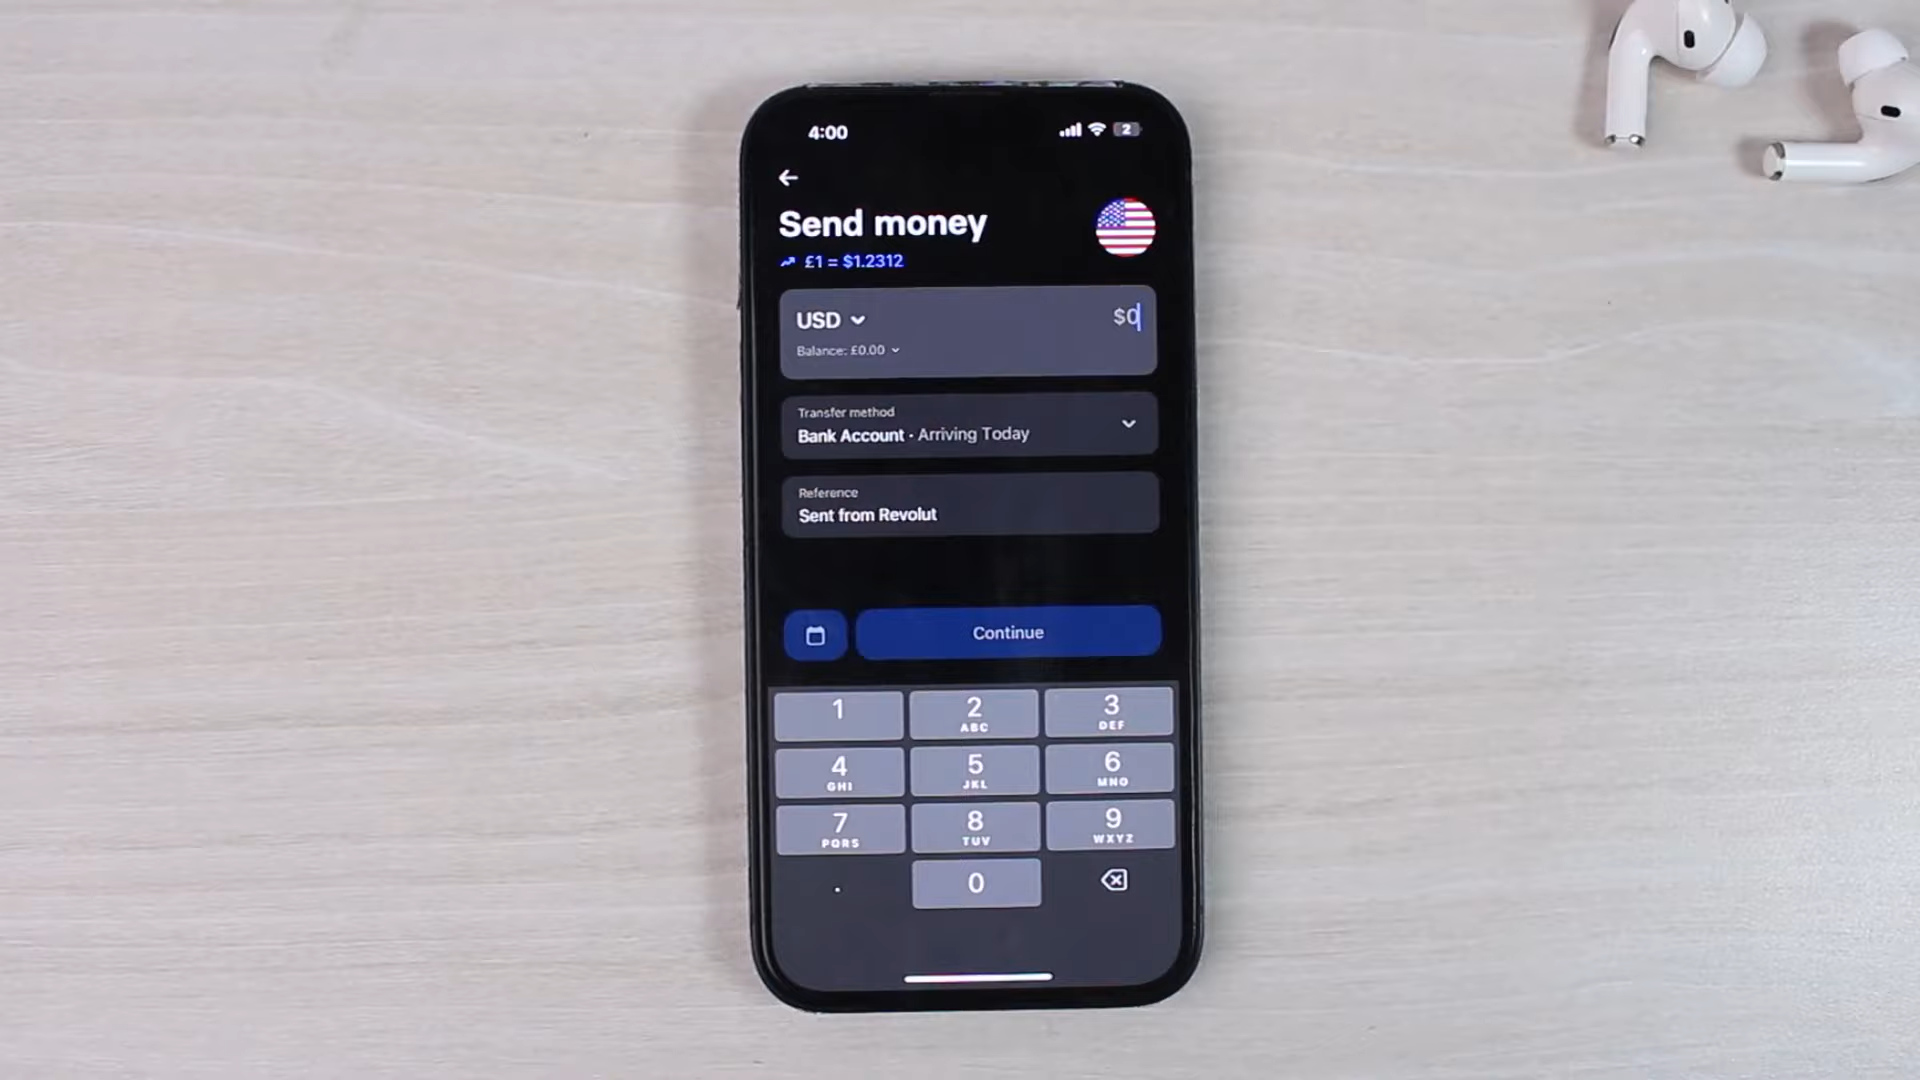 4:00
2
Send money
£1 = $1.2312
USD
$0
Balance: £0.00
Transfer method
Bank Account · Arriving Today
Reference
Sent from Revolut
Continue
1
2
ABC
3
DEF
4
GHI
5
JKL
6
MNO
7
PQRS
8
TUV
9
WXYZ
.
0